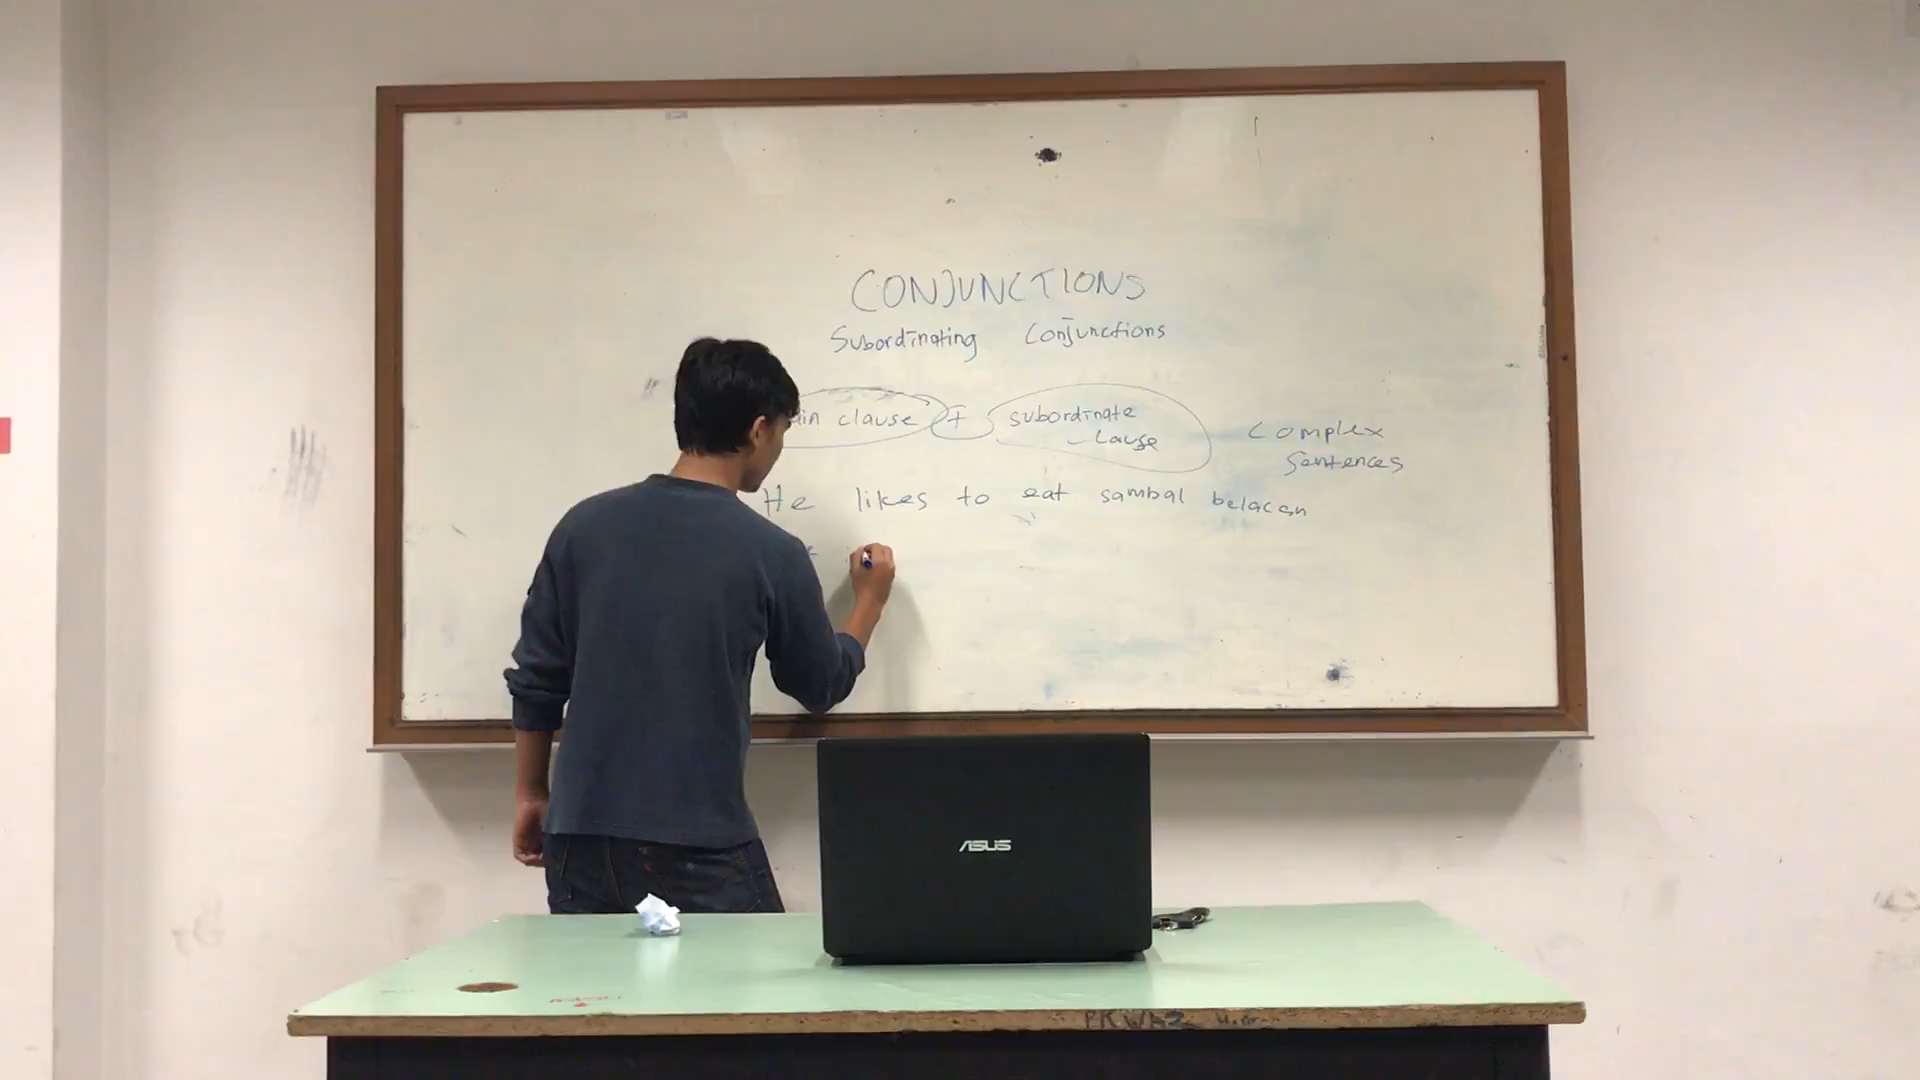 CONJUNCTIONS
Subordinating Conjunctions
clause + subordinate clause
complex sentences
He likes to eat sambal belacan
ASUS